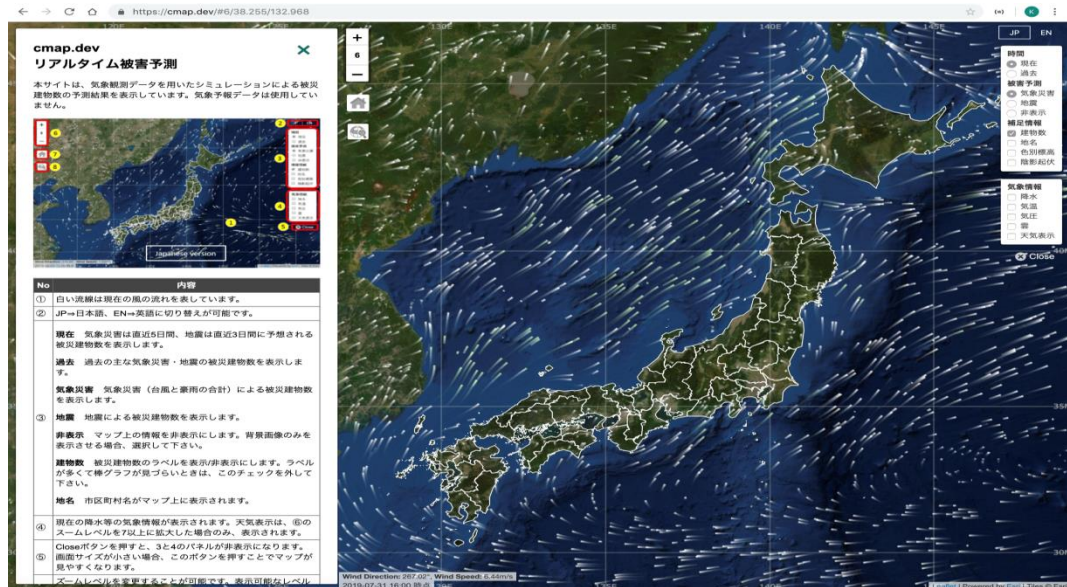 https://cmap.dev/#6/38.255/132.968
cmap.dev
リアルタイム被害予測
本サイトは、気象観測データを用いたシミュレーションによる被災
建物数の予測結果を表示しています。気象予報データは使用してい
ません。
Japanese version
Close
No 内容
① 白い流線は現在の風の流れを表しています。
② JP⇒日本語、EN⇒英語に切り替えが可能です。
③
現在 気象災害は直近5日間、地震は直近3日間に予想される
被災建物数を表示します。
過去 過去の主な気象災害・地震の被災建物数を表示しま
す。
気象災害 気象災害（台風と豪雨の合計）による被災建物数
を表示します。
地震 地震による被災建物数を表示します。
非表示 マップ上の情報を非表示にします。背景画像のみを
表示させる場合、選択して下さい。
建物数 被災建物数のラベルを表示/非表示にします。ラベル
が多くて棒グラフが見づらいときは、このチェックを外して
下さい。
地名 市区町村名がマップ上に表示されます。
④ 現在の降水等の気象情報が表示されます。天気表示は、⑥の
ズームレベルを7以上に拡大した場合のみ、表示されます。
⑤ Closeボタンを押すと、3と4のパネルが非表示になります。
画面サイズが小さい場合、このボタンを押すことでマップが
見やすくなります。
ズームレベルを変更することが可能です。表示可能なレベル
+
6
−
125°E
130°E
135°E
140°E
145°E
40°N
35°N
30°N
JP EN
時間
現在
過去
被害予測
気象災害
地震
非表示
補足情報
建物数
地名
色別標高
陰影起伏
気象情報
降水
気温
気圧
雲
天気表示
Close
Wind Direction: 267.02°, Wind Speed: 6.44m/s
2019-07-31 16:00 時点
Leaflet | Powered by Esri | Tiles © Esri